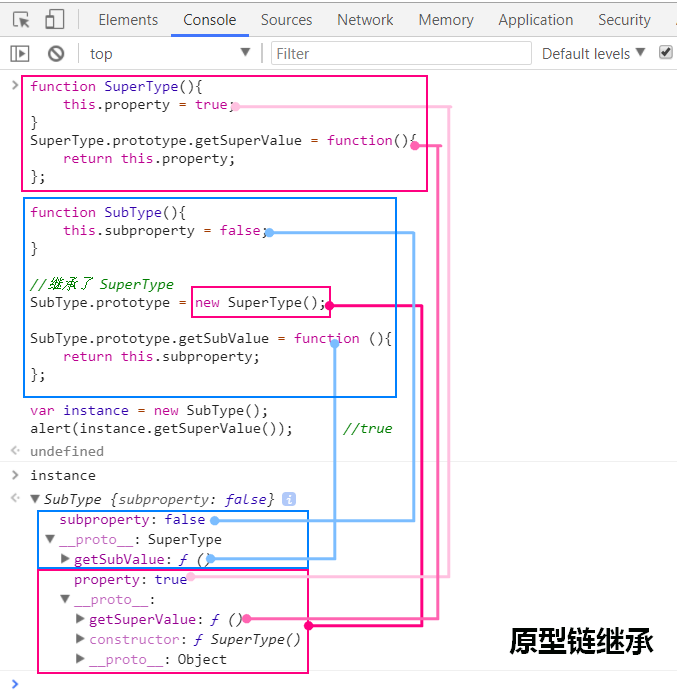 Elements Console Sources Network Memory Application Security
top Filter Default levels
function SuperType(){
this.property = true;
}
SuperType.prototype.getSuperValue = function(){
return this.property;
};
function SubType(){
this.subproperty = false;
}
//继承了 SuperType
SubType.prototype = new SuperType();
SubType.prototype.getSubValue = function (){
return this.subproperty;
};
var instance = new SubType();
alert(instance.getSuperValue()); //true
undefined
instance
SubType {subproperty: false}
subproperty: false
__proto__: SuperType
getSubValue: ƒ ()
property: true
__proto__:
getSuperValue: ƒ ()
constructor: ƒ SuperType()
__proto__: Object
原型链继承